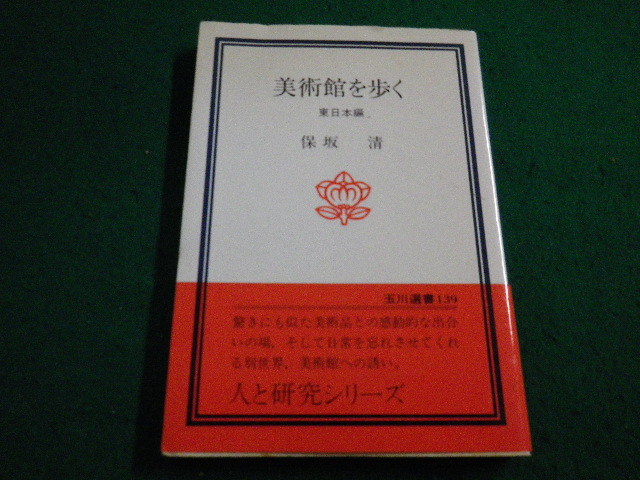 美術館を歩く
東日本編
保坂 清
玉川選書139
驚きにも似た美術品との感動的な出合
いの場、そして日常を忘れさせてくれ
る別世界、美術館への誘い。
人と研究シリーズ